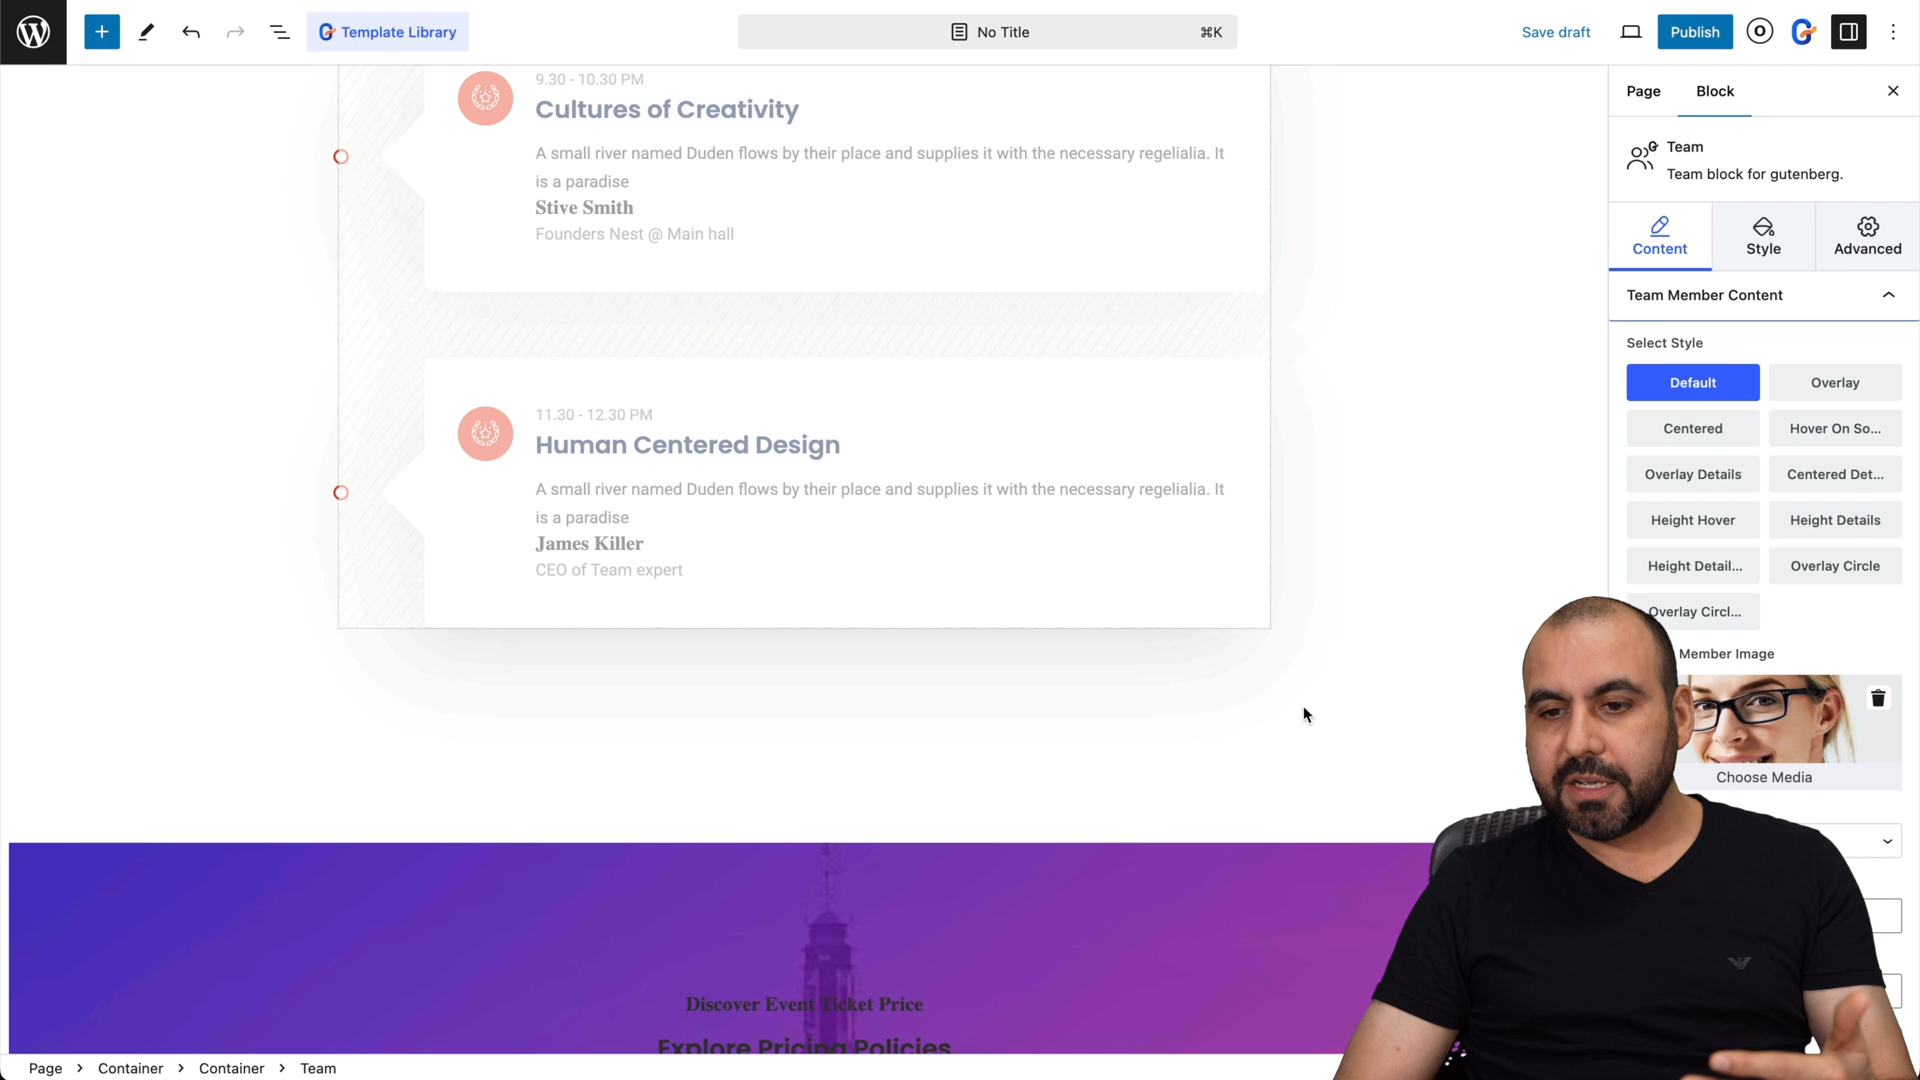 Template Library
No Title
⌘K
Save draft
Publish
Page
Block
Team
Team block for gutenberg.
Content
Style
Advanced
Team Member Content
Select Style
Default
Overlay
Centered
Hover On So...
Overlay Details
Centered Det...
Height Hover
Height Details
Height Detail...
Overlay Circle
Overlay Circl...
Member Image
Choose Media
9.30 - 10.30 PM
Cultures of Creativity
A small river named Duden flows by their place and supplies it with the necessary regelialia. It
is a paradise
Stive Smith
Founders Nest @ Main hall
11.30 - 12.30 PM
Human Centered Design
A small river named Duden flows by their place and supplies it with the necessary regelialia. It
is a paradise
James Killer
CEO of Team expert
Discover Event Ticket Price
Explore Pricing Policies
Page
Container
Container
Team